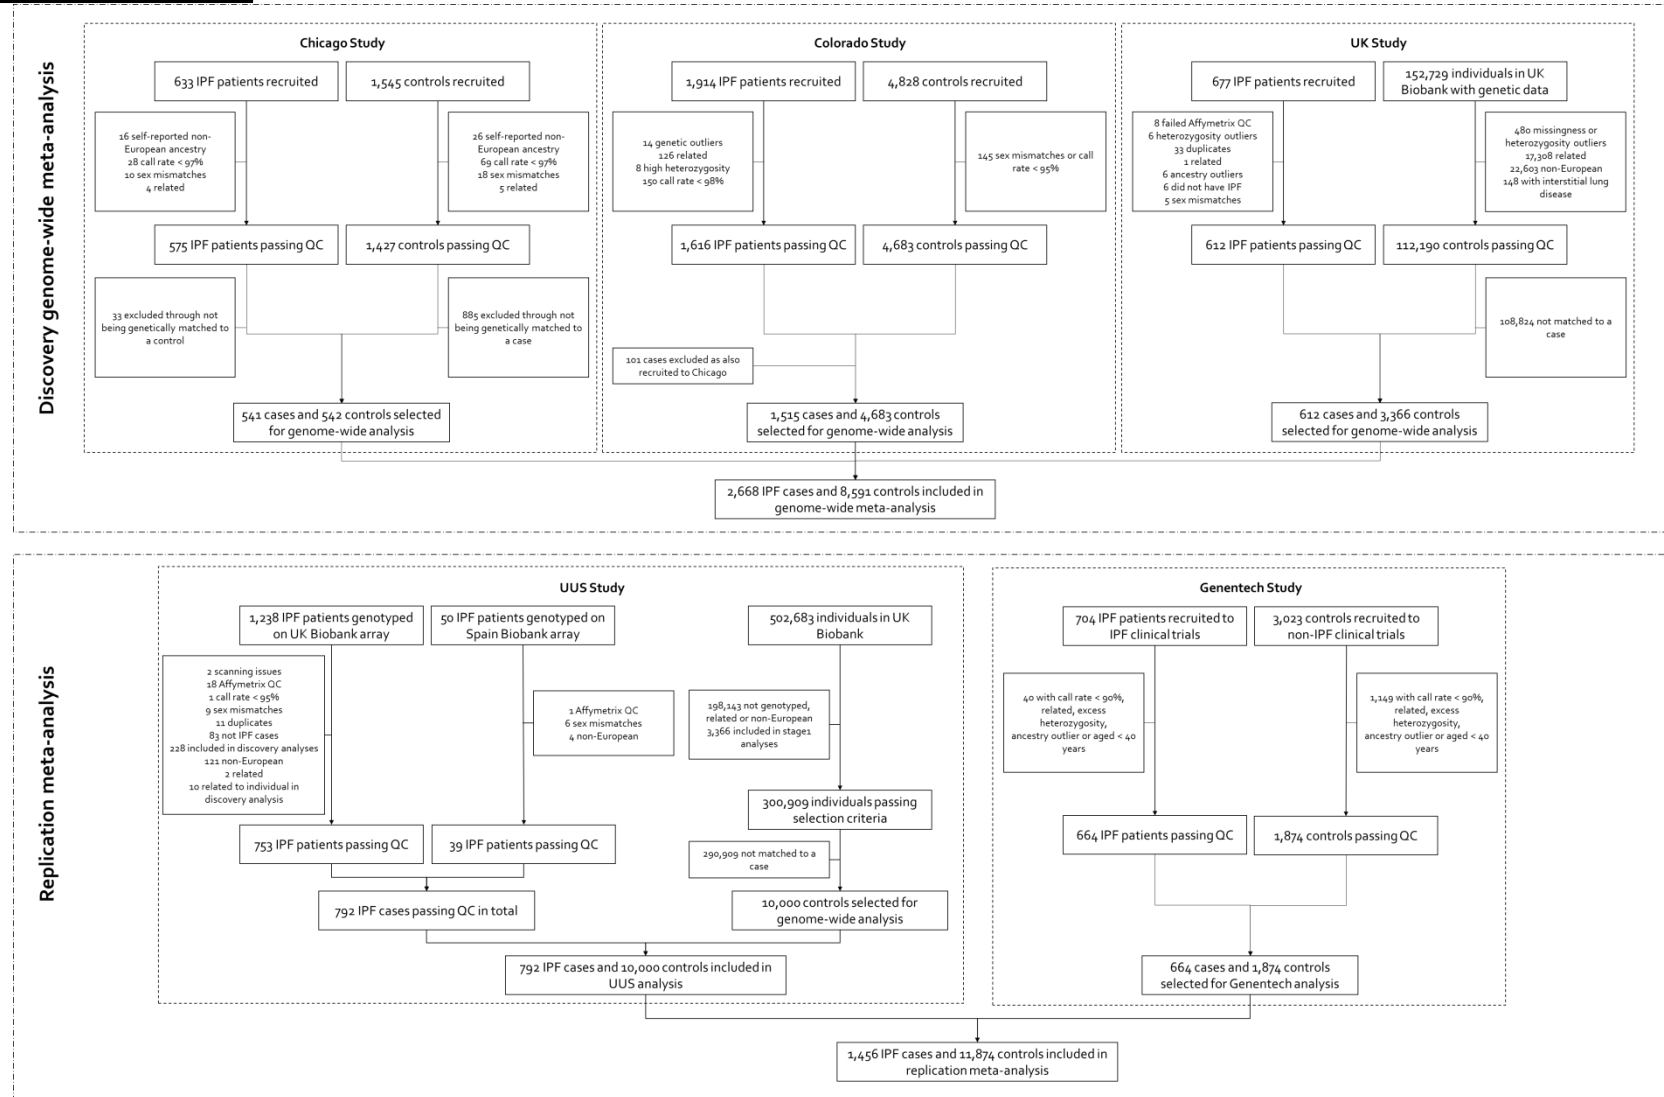 Discovery genome-wide meta-analysis
Chicago Study
633 IPF patients recruited
1,545 controls recruited
16 self-reported non-
European ancestry
28 call rate < 97%
10 sex mismatches
4 related
26 self-reported non-
European ancestry
69 call rate < 97%
18 sex mismatches
5 related
575 IPF patients passing QC
1,427 controls passing QC
33 excluded through not
being genetically matched to
a control
885 excluded through not
being genetically matched to
a case
541 cases and 542 controls selected
for genome-wide analysis
Colorado Study
1,914 IPF patients recruited
4,828 controls recruited
14 genetic outliers
126 related
8 high heterozygosity
150 call rate < 98%
145 sex mismatches or call
rate < 95%
1,616 IPF patients passing QC
4,683 controls passing QC
101 cases excluded as also
recruited to Chicago
1,515 cases and 4,683 controls
selected for genome-wide analysis
UK Study
677 IPF patients recruited
152,729 individuals in UK
Biobank with genetic data
8 failed Affymetrix QC
6 heterozygosity outliers
33 duplicates
1 related
6 ancestry outliers
6 did not have IPF
5 sex mismatches
480 missingness or
heterozygosity outliers
17,308 related
22,603 non-European
148 with interstitial lung
disease
612 IPF patients passing QC
112,190 controls passing QC
108,824 not matched to a
case
612 cases and 3,366 controls
selected for genome-wide analysis
2,668 IPF cases and 8,591 controls included in
genome-wide meta-analysis
Replication meta-analysis
UUS Study
1,238 IPF patients genotyped
on UK Biobank array
50 IPF patients genotyped on
Spain Biobank array
502,683 individuals in UK
Biobank
2 scanning issues
18 Affymetrix QC
1 call rate < 95%
9 sex mismatches
11 duplicates
83 not IPF cases
228 included in discovery analyses
121 non-European
2 related
10 related to individual in
discovery analysis
1 Affymetrix QC
6 sex mismatches
4 non-European
198,143 not genotyped,
related or non-European
3,366 included in stage1
analyses
300,909 individuals passing
selection criteria
753 IPF patients passing QC
39 IPF patients passing QC
290,909 not matched to a
case
792 IPF cases passing QC in total
10,000 controls selected for
genome-wide analysis
792 IPF cases and 10,000 controls included in
UUS analysis
Genentech Study
704 IPF patients recruited to
IPF clinical trials
3,023 controls recruited to
non-IPF clinical trials
40 with call rate < 90%,
related, excess
heterozygosity,
ancestry outlier or aged < 40
years
1,149 with call rate < 90%,
related, excess
heterozygosity,
ancestry outlier or aged < 40
years
664 IPF patients passing QC
1,874 controls passing QC
664 cases and 1,874 controls
selected for Genentech analysis
1,456 IPF cases and 11,874 controls included in
replication meta-analysis